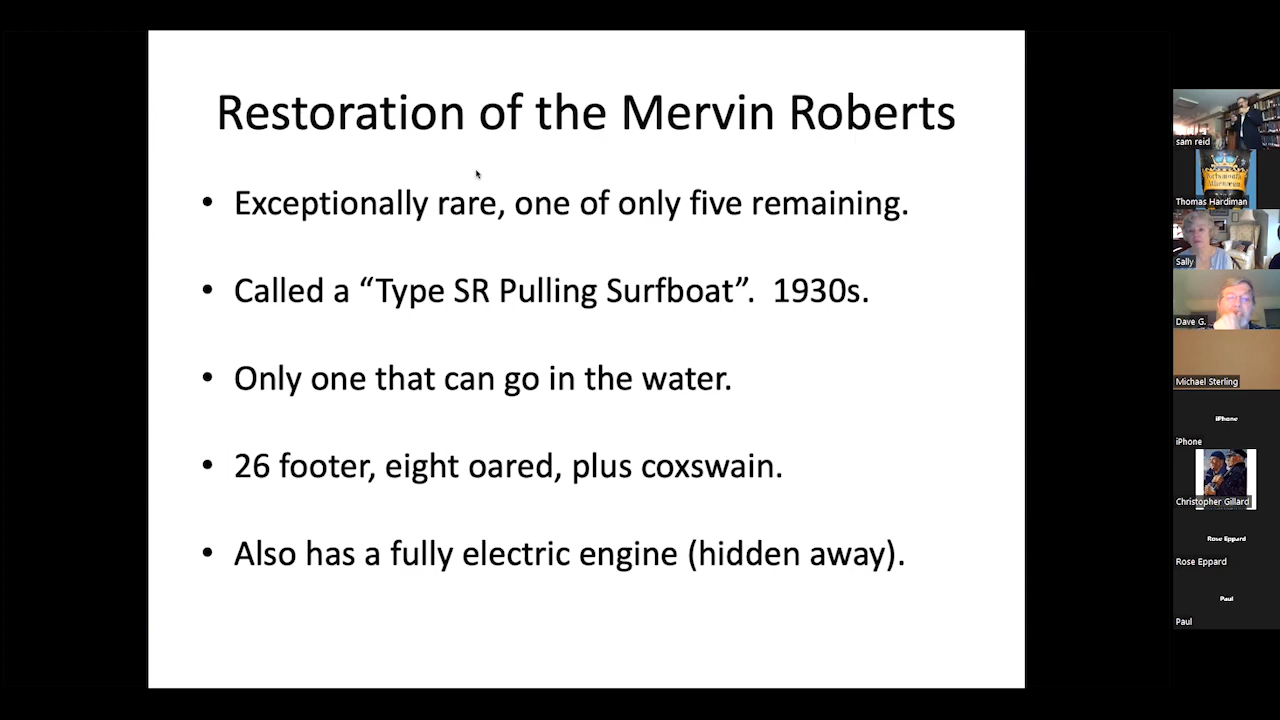 Restoration of the Mervin Roberts
• Exceptionally rare, one of only five remaining.
• Called a “Type SR Pulling Surfboat”.  1930s.
• Only one that can go in the water.
• 26 footer, eight oared, plus coxswain.
• Also has a fully electric engine (hidden away).
sam reid
Portsmouth
Athenæum
Thomas Hardiman
Sally
Dave G.
Michael Sterling
iPhone
iPhone
Christopher Gillard
Rose Eppard
Rose Eppard
Paul
Paul